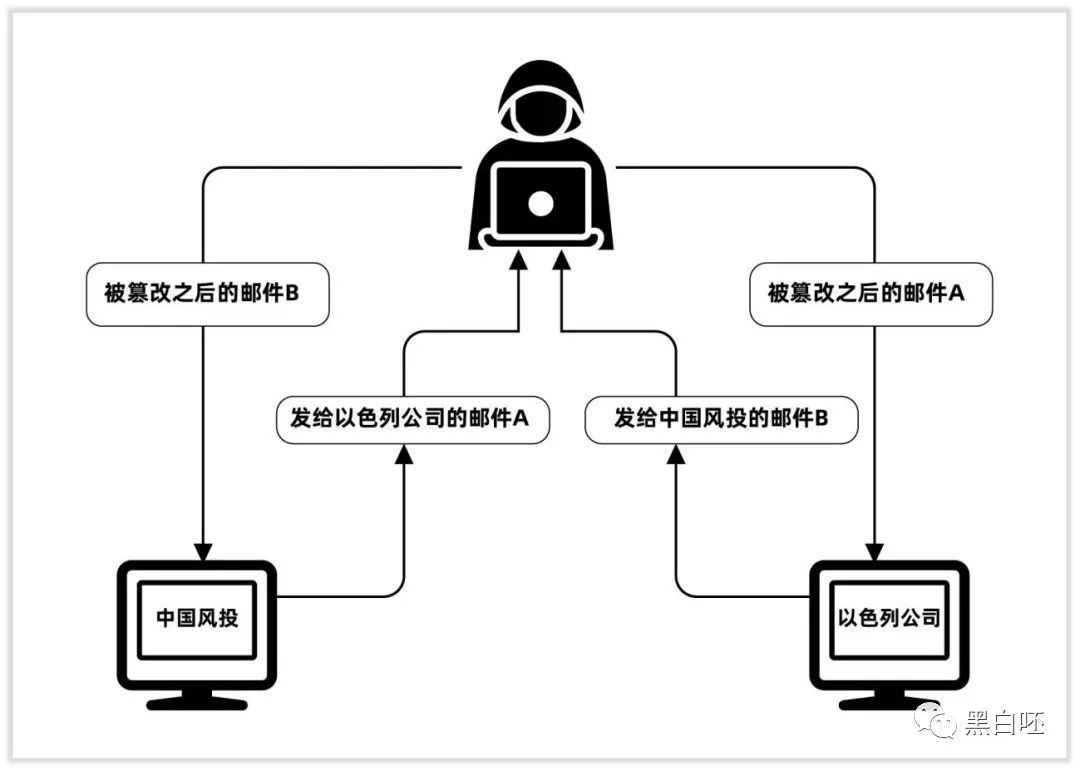 被篡改之后的邮件B
被篡改之后的邮件A
发给以色列公司的邮件A
发给中国风投的邮件B
中国风投
以色列公司
黑白呸